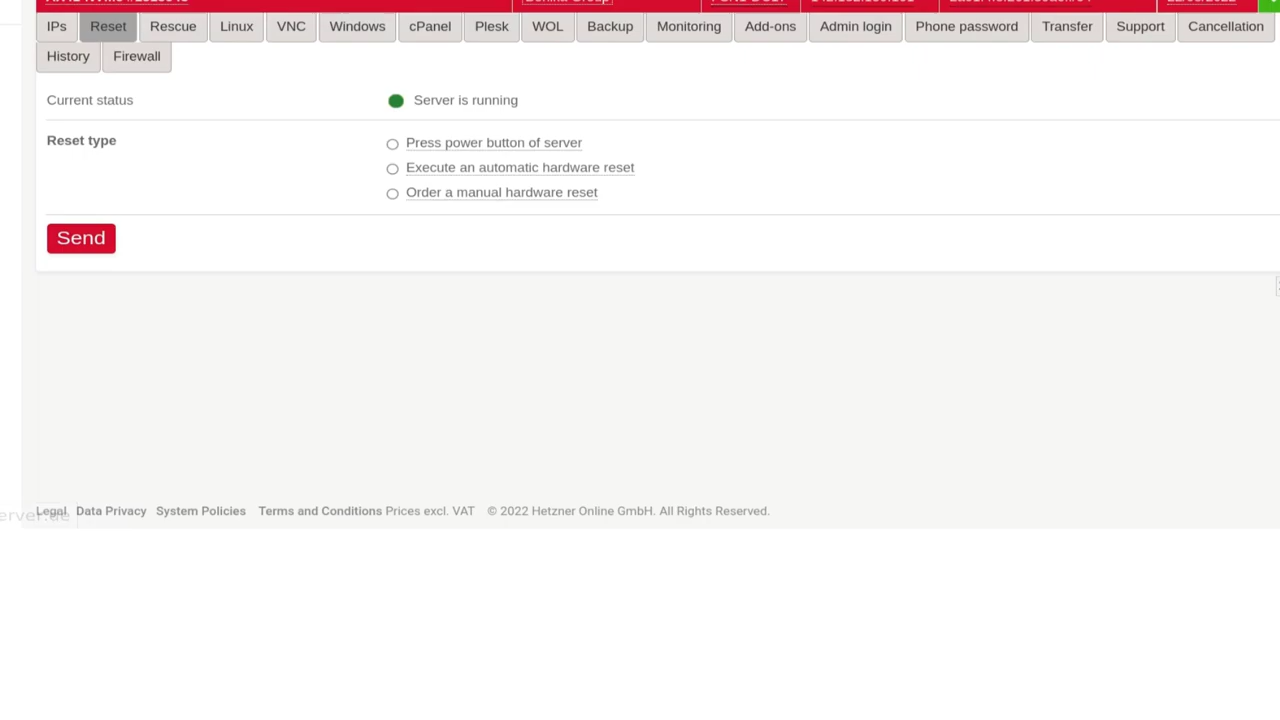 IPs Reset Rescue Linux VNC Windows cPanel Plesk WOL Backup Monitoring Add-ons Admin login Phone password Transfer Support Cancellation
History Firewall
Current status Server is running
Reset type Press power button of server
Execute an automatic hardware reset
Order a manual hardware reset
Send
Legal Data Privacy System Policies Terms and Conditions Prices excl. VAT © 2022 Hetzner Online GmbH. All Rights Reserved.